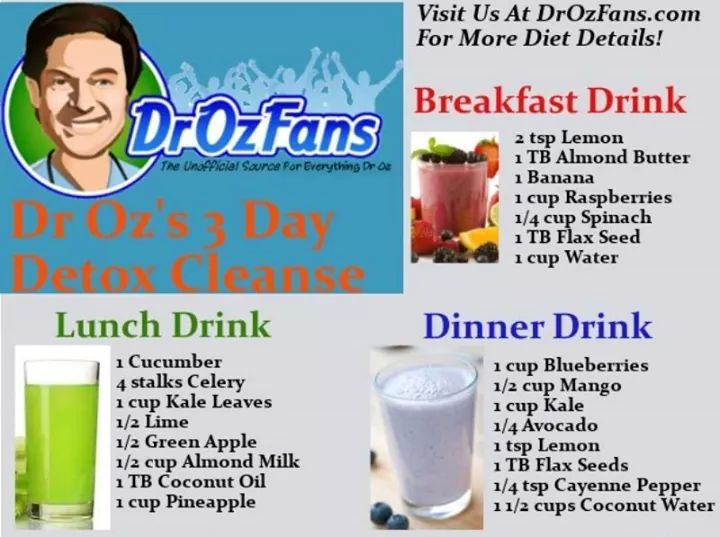 Visit Us At DrOzFans.com
For More Diet Details!
DrOzFans
The Unofficial Source For Everything Dr Oz
Dr Oz's 3 Day
Detox Cleanse
Breakfast Drink
2 tsp Lemon
1 TB Almond Butter
1 Banana
1 cup Raspberries
1/4 cup Spinach
1 TB Flax Seed
1 cup Water
Lunch Drink
1 Cucumber
4 stalks Celery
1 cup Kale Leaves
1/2 Lime
1/2 Green Apple
1/2 cup Almond Milk
1 TB Coconut Oil
1 cup Pineapple
Dinner Drink
1 cup Blueberries
1/2 cup Mango
1 cup Kale
1/4 Avocado
1 tsp Lemon
1 TB Flax Seeds
1/4 tsp Cayenne Pepper
1 1/2 cups Coconut Water